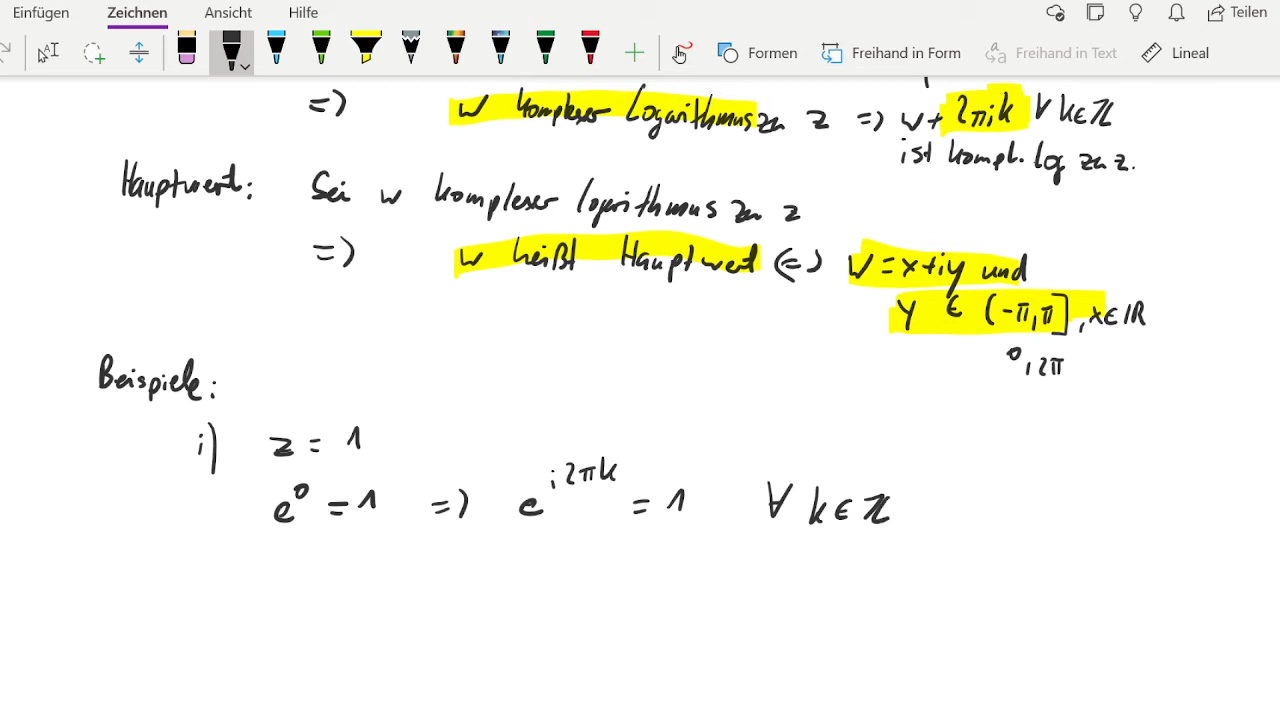 Einfügen Zeichnen Ansicht Hilfe Teilen
Formen Freihand in Form Freihand in Text Lineal
=> w komplexer Logarithmus zu z => w + 2πik ∀ k ∈ ℤ
ist kompl. log zu z.
Hauptwert: Sei w komplexer Logarithmus zu z
=> w heißt Hauptwert <=> w = x + iy und
y ∈ (-π, π], x ∈ ℝ
0, 2π
Beispiele:
i) z = 1
e^0 = 1 => e^{i2πk} = 1 ∀ k ∈ ℤ